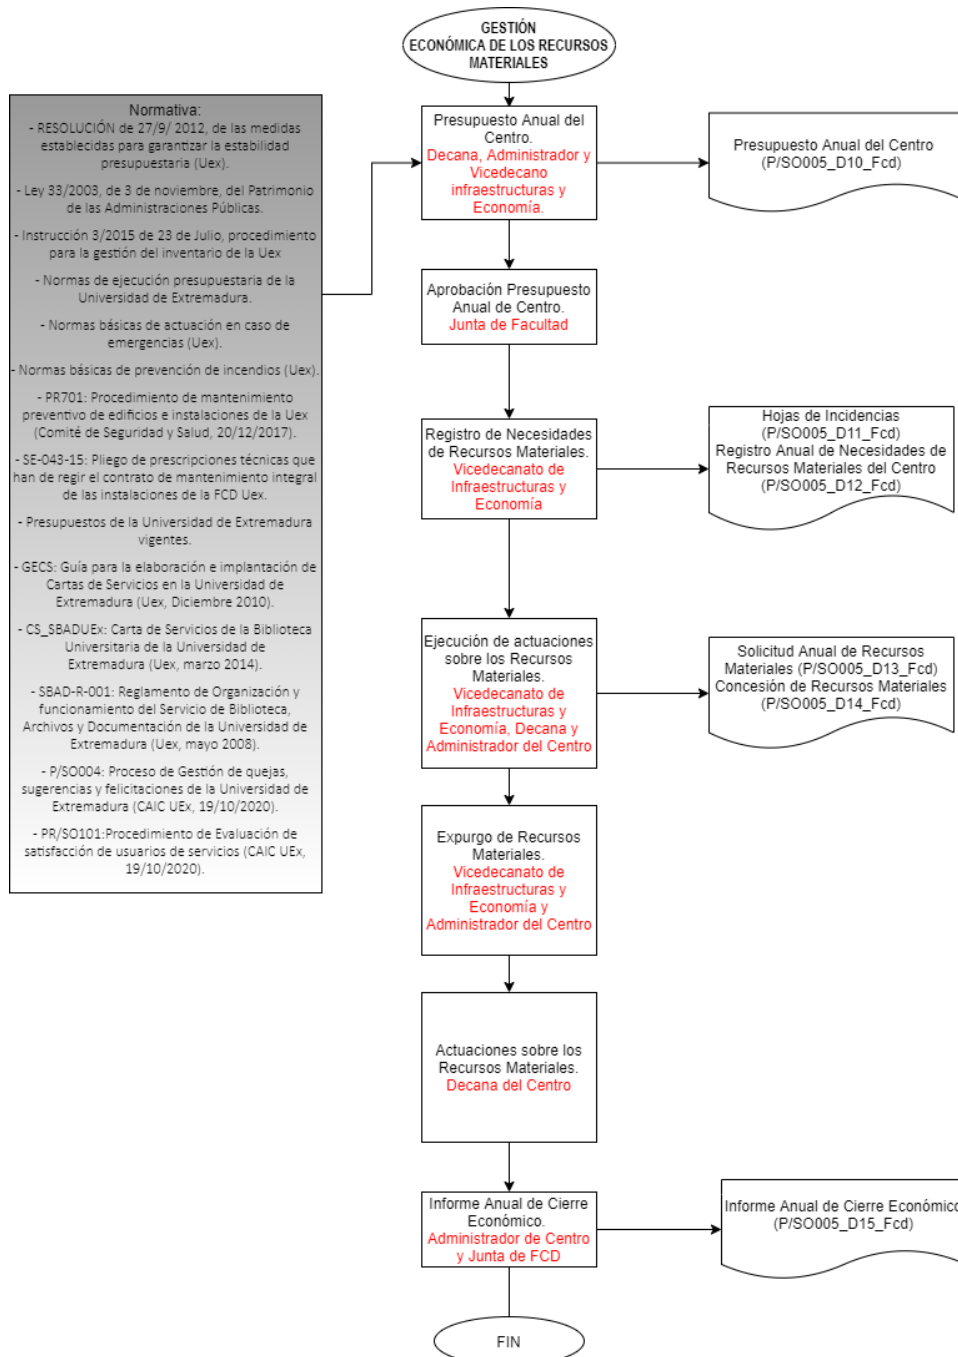 GESTIÓN
ECONÓMICA DE LOS RECURSOS
MATERIALES
Normativa:
- RESOLUCIÓN de 27/9/ 2012, de las medidas
establecidas para garantizar la estabilidad
presupuestaria (Uex).
- Ley 33/2003, de 3 de noviembre, del Patrimonio
de las Administraciones Públicas.
- Instrucción 3/2015 de 23 de Julio, procedimiento
para la gestión del inventario de la Uex
- Normas de ejecución presupuestaria de la
Universidad de Extremadura.
- Normas básicas de actuación en caso de
emergencias (Uex).
- Normas básicas de prevención de incendios (Uex).
- PR701: Procedimiento de mantenimiento
preventivo de edificios e instalaciones de la Uex
(Comité de Seguridad y Salud, 20/12/2017).
- SE-043-15: Pliego de prescripciones técnicas que
han de regir el contrato de mantenimiento integral
de las instalaciones de la FCD Uex.
- Presupuestos de la Universidad de Extremadura
vigentes.
- GECS: Guía para la elaboración e implantación de
Cartas de Servicios en la Universidad de
Extremadura (Uex, Diciembre 2010).
- CS_SBADUEx: Carta de Servicios de la Biblioteca
Universitaria de la Universidad de
Extremadura (Uex, marzo 2014).
- SBAD-R-001: Reglamento de Organización y
funcionamiento del Servicio de Biblioteca,
Archivos y Documentación de la Universidad de
Extremadura (Uex, mayo 2008).
- P/SO004: Proceso de Gestión de quejas,
sugerencias y felicitaciones de la Universidad de
Extremadura (CAIC UEx, 19/10/2020).
- PR/SO101:Procedimiento de Evaluación de
satisfacción de usuarios de servicios (CAIC UEx,
19/10/2020).
Presupuesto Anual del
Centro.
Decana, Administrador y
Vicedecano
infraestructuras y
Economía.
Presupuesto Anual del Centro
(P/SO005_D10_Fcd)
Aprobación Presupuesto
Anual de Centro.
Junta de Facultad
Registro de Necesidades
de Recursos Materiales.
Vicedecanato de
Infraestructuras y
Economía
Hojas de Incidencias
(P/SO005_D11_Fcd)
Registro Anual de Necesidades de
Recursos Materiales del Centro
(P/SO005_D12_Fcd)
Ejecución de actuaciones
sobre los Recursos
Materiales.
Vicedecanato de
Infraestructuras y
Economía, Decana y
Administrador del Centro
Solicitud Anual de Recursos
Materiales (P/SO005_D13_Fcd)
Concesión de Recursos Materiales
(P/SO005_D14_Fcd)
Expurgo de Recursos
Materiales.
Vicedecanato de
Infraestructuras y
Economía y
Administrador del Centro
Actuaciones sobre los
Recursos Materiales.
Decana del Centro
Informe Anual de Cierre
Económico.
Administrador de Centro
y Junta de FCD
Informe Anual de Cierre Económico
(P/SO005_D15_Fcd)
FIN